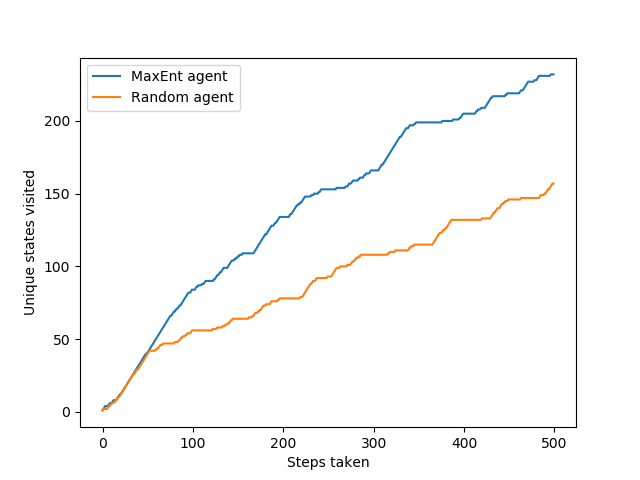 MaxEnt agent
Random agent
Unique states visited
200
150
100
50
0
0 100 200 300 400 500
Steps taken